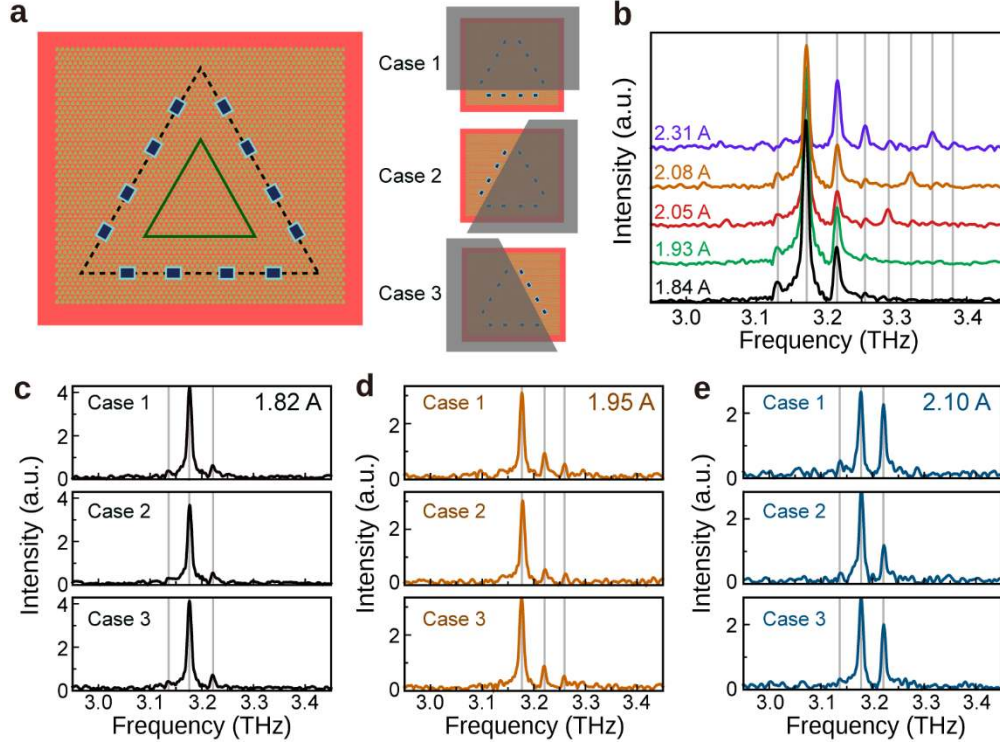 a
Case 1
Case 2
Case 3
b
Intensity (a.u.)
2.31 A
2.08 A
2.05 A
1.93 A
1.84 A
3.0 3.1 3.2 3.3 3.4
Frequency (THz)
c
Intensity (a.u.)
4
2
0
Case 1
1.82 A
4
2
0
Case 2
4
2
0
Case 3
3.0 3.1 3.2 3.3 3.4
Frequency (THz)
d
Intensity (a.u.)
2
0
Case 1
1.95 A
2
0
Case 2
2
0
Case 3
3.0 3.1 3.2 3.3 3.4
Frequency (THz)
e
Intensity (a.u.)
2
0
Case 1
2.10 A
2
0
Case 2
2
0
Case 3
3.0 3.1 3.2 3.3 3.4
Frequency (THz)